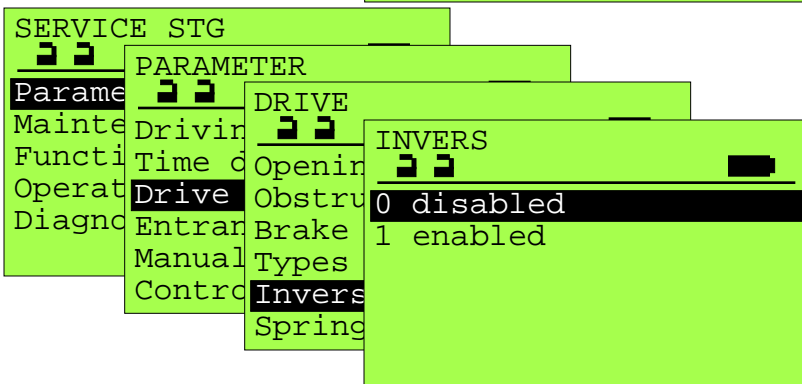 SERVICE STG
Parame
Mainte
Functi
Operat
Diagno
PARAMETER
Drivin
Time d
Drive
Entran
Manual
Contro
DRIVE
Openin
Obstru
Brake
Types
Invers
Spring
INVERS
0 disabled
1 enabled